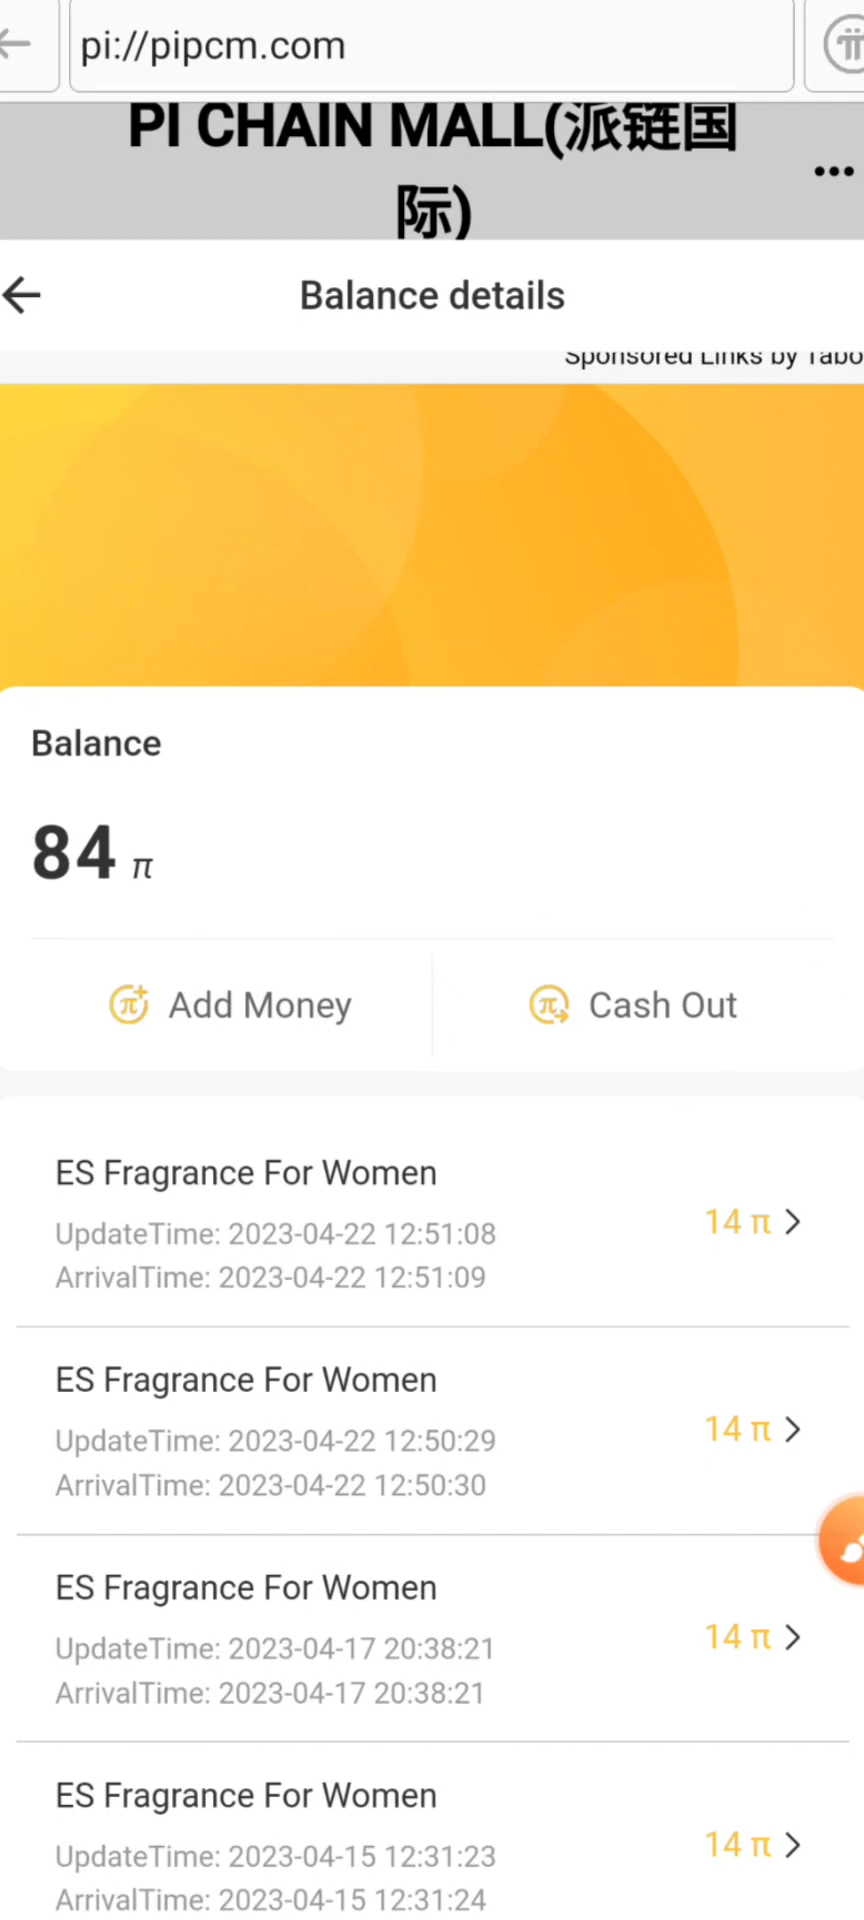 pi://pipcm.com
PI CHAIN MALL(派链国
际)
Balance details
Sponsored Links by Tabo
Balance
84 π
Add Money
Cash Out
ES Fragrance For Women
UpdateTime: 2023-04-22 12:51:08
14 π
ArrivalTime: 2023-04-22 12:51:09
ES Fragrance For Women
UpdateTime: 2023-04-22 12:50:29
14 π
ArrivalTime: 2023-04-22 12:50:30
ES Fragrance For Women
UpdateTime: 2023-04-17 20:38:21
14 π
ArrivalTime: 2023-04-17 20:38:21
ES Fragrance For Women
UpdateTime: 2023-04-15 12:31:23
14 π
ArrivalTime: 2023-04-15 12:31:24